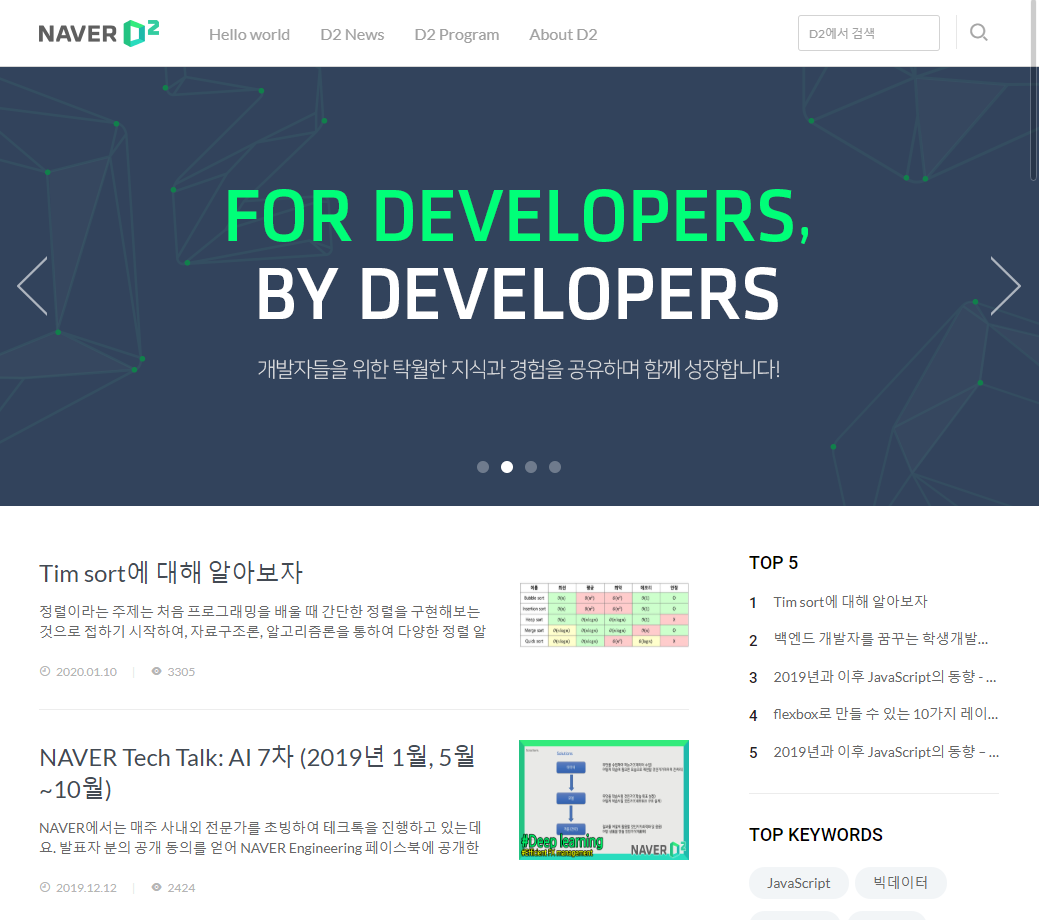 NAVER D2
Hello world
D2 News
D2 Program
About D2
D2에서 검색
FOR DEVELOPERS,
BY DEVELOPERS
개발자들을 위한 탁월한 지식과 경험을 공유하며 함께 성장합니다!
Tim sort에 대해 알아보자
정렬이라는 주제는 처음 프로그래밍을 배울 때 간단한 정렬을 구현해보는
것으로 접하기 시작하여, 자료구조론, 알고리즘론을 통하여 다양한 정렬 알
2020.01.10
3305
Bubble sort
Insertion sort
Heap sort
Merge sort
Quick sort
NAVER Tech Talk: AI 7차 (2019년 1월, 5월
~10월)
NAVER에서는 매주 사내외 전문가를 초빙하여 테크톡을 진행하고 있는데
요, 발표자 분의 공개 동의를 얻어 NAVER Engineering 페이스북에 공개한
2019.12.12
2424
#Deep learning
NAVER D2
TOP 5
1 Tim sort에 대해 알아보자
2 백엔드 개발자를 꿈꾸는 학생개발...
3 2019년과 이후 JavaScript의 동향 - ...
4 flexbox로 만들 수 있는 10가지 레이...
5 2019년과 이후 JavaScript의 동향 – ...
TOP KEYWORDS
JavaScript
빅데이터